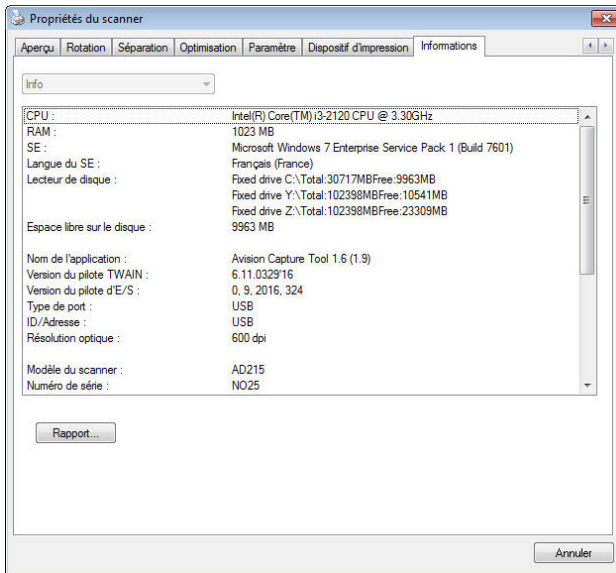 Propriétés du scanner
Aperçu Rotation Séparation Optimisation Paramètre Dispositif d'impression Informations
Info
CPU : Intel(R) Core(TM) i3-2120 CPU @ 3.30GHz
RAM : 1023 MB
SE : Microsoft Windows 7 Enterprise Service Pack 1 (Build 7601)
Langue du SE : Français (France)
Lecteur de disque : Fixed drive C:\Total:30717MBFree:9963MB
Fixed drive Y:\Total:102398MBFree:10541MB
Fixed drive Z:\Total:102398MBFree:23309MB
Espace libre sur le disque : 9963 MB
Nom de l'application : Avision Capture Tool 1.6 (1.9)
Version du pilote TWAIN : 6.11.0329'16
Version du pilote d'E/S : 0, 9, 2016, 324
Type de port : USB
ID/Adresse : USB
Résolution optique : 600 dpi
Modèle du scanner : AD215
Numéro de série : NO25
Rapport...
Annuler